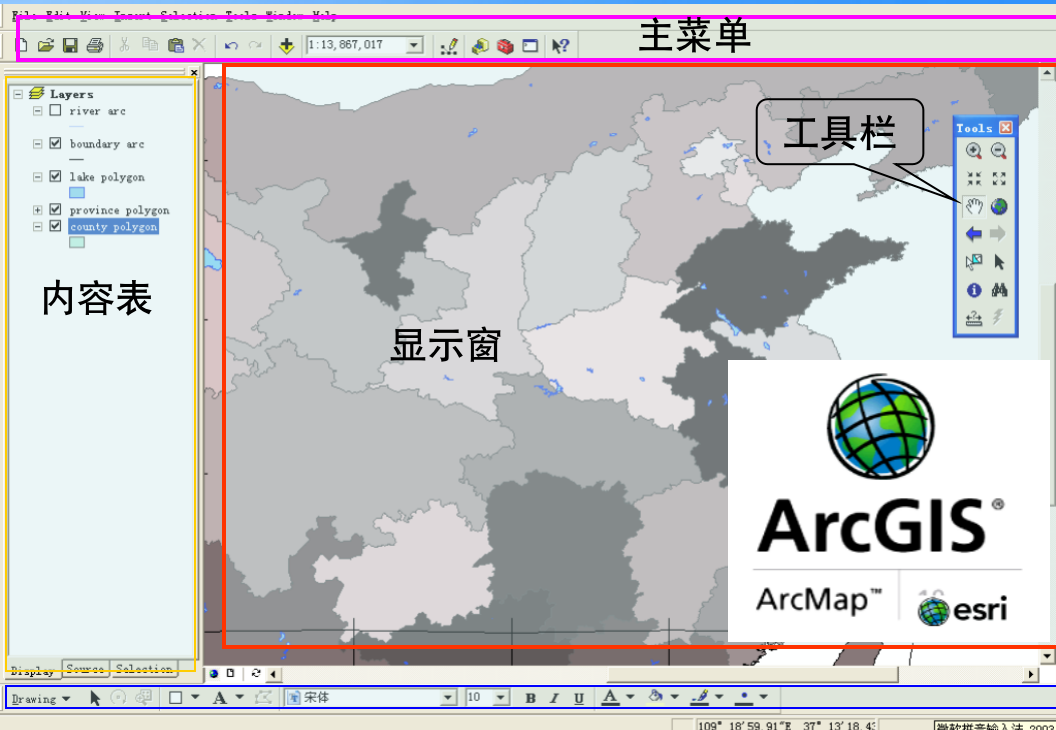 File Edit View Insert Selection Tools Window Help
1:13,867,017
主菜单
Layers
river arc
boundary arc
lake polygon
province polygon
county polygon
内容表
显示窗
工具栏
Tools
ArcGIS®
ArcMap™
10
esri
Display Source Selection
Drawing A 宋体 10 B I U A
109° 18'59.91"E 37° 13'18.43
微软拼音输入法 2003